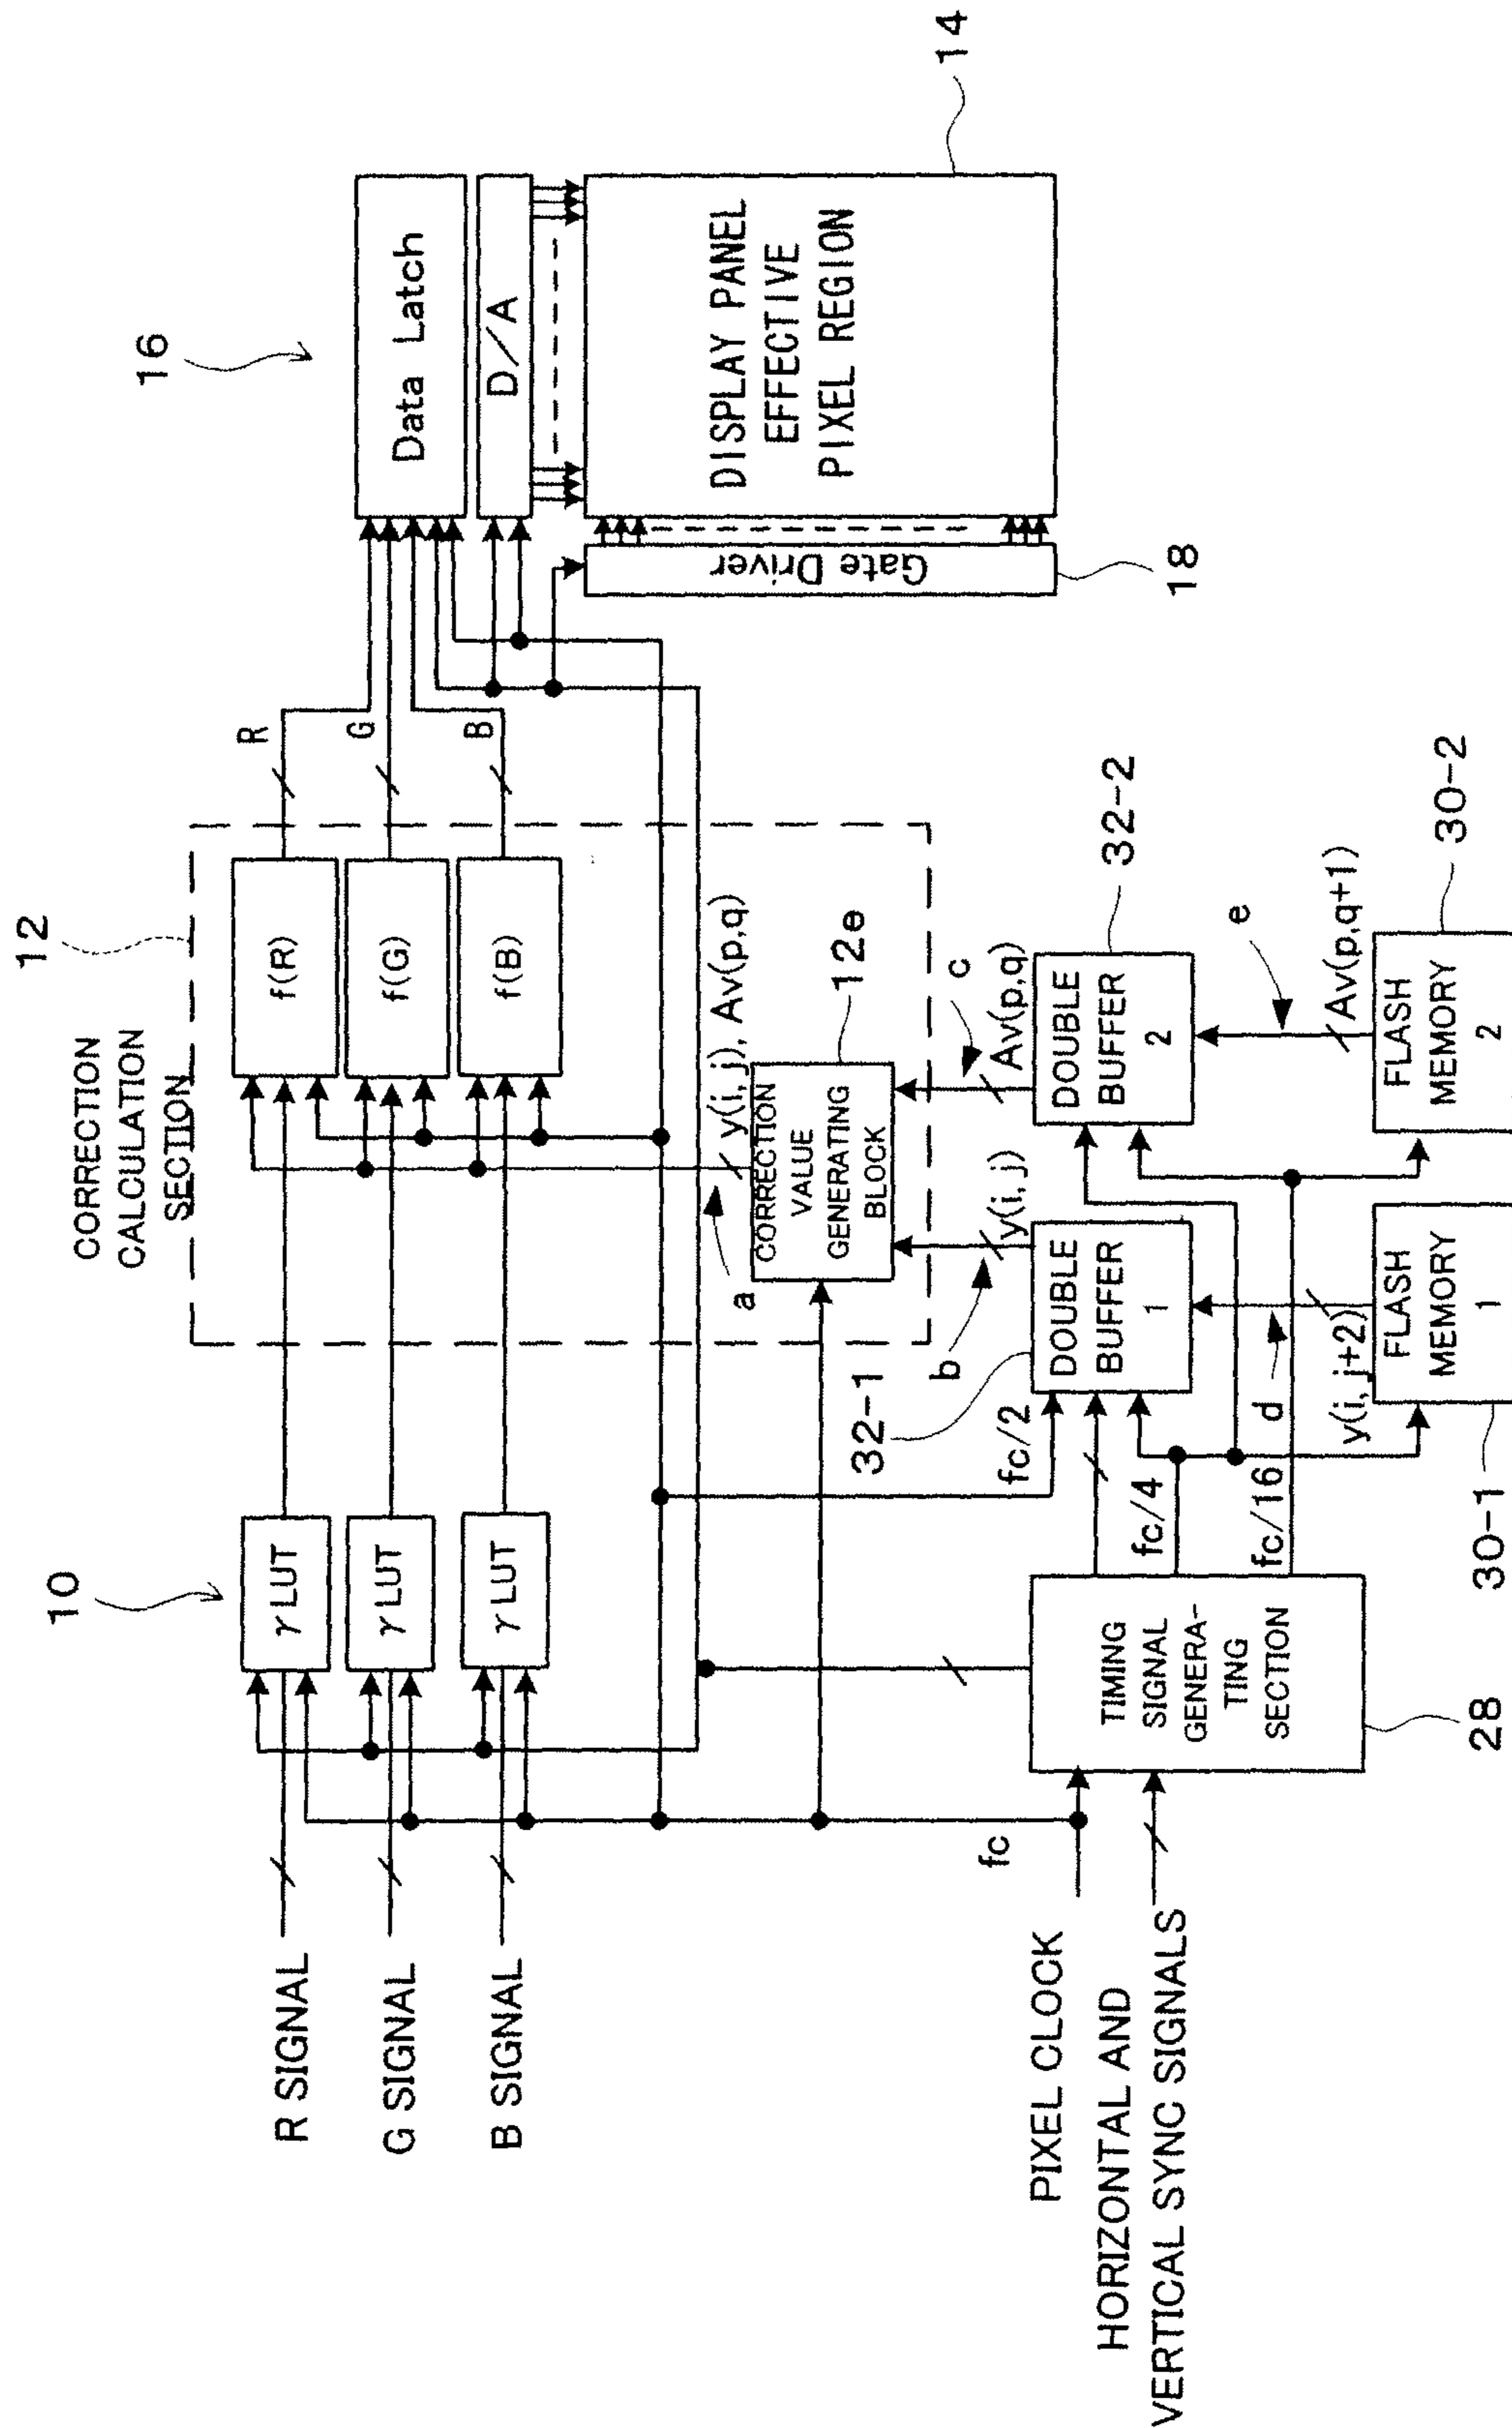 R SIGNAL
G SIGNAL
B SIGNAL
10
γ LUT
γ LUT
γ LUT
CORRECTION
CALCULATION
SECTION
12
f(R)
f(G)
f(B)
R
G
B
16
Data Latch
D/A
DISPLAY PANEL
EFFECTIVE
PIXEL REGION
14
Gate Driver
18
a
y(i, j), Av(p,q)
CORRECTION
VALUE
GENERATING
BLOCK
12e
b
y(i, j)
c
Av(p,q)
PIXEL CLOCK
fc
HORIZONTAL AND
VERTICAL SYNC SIGNALS
TIMING
SIGNAL
GENERA-
TING
SECTION
28
fc/2
fc/4
fc/16
32-1
DOUBLE
BUFFER
1
DOUBLE
BUFFER
2
32-2
d
y(i, j+2)
e
Av(p,q+1)
FLASH
MEMORY
1
30-1
FLASH
MEMORY
2
30-2